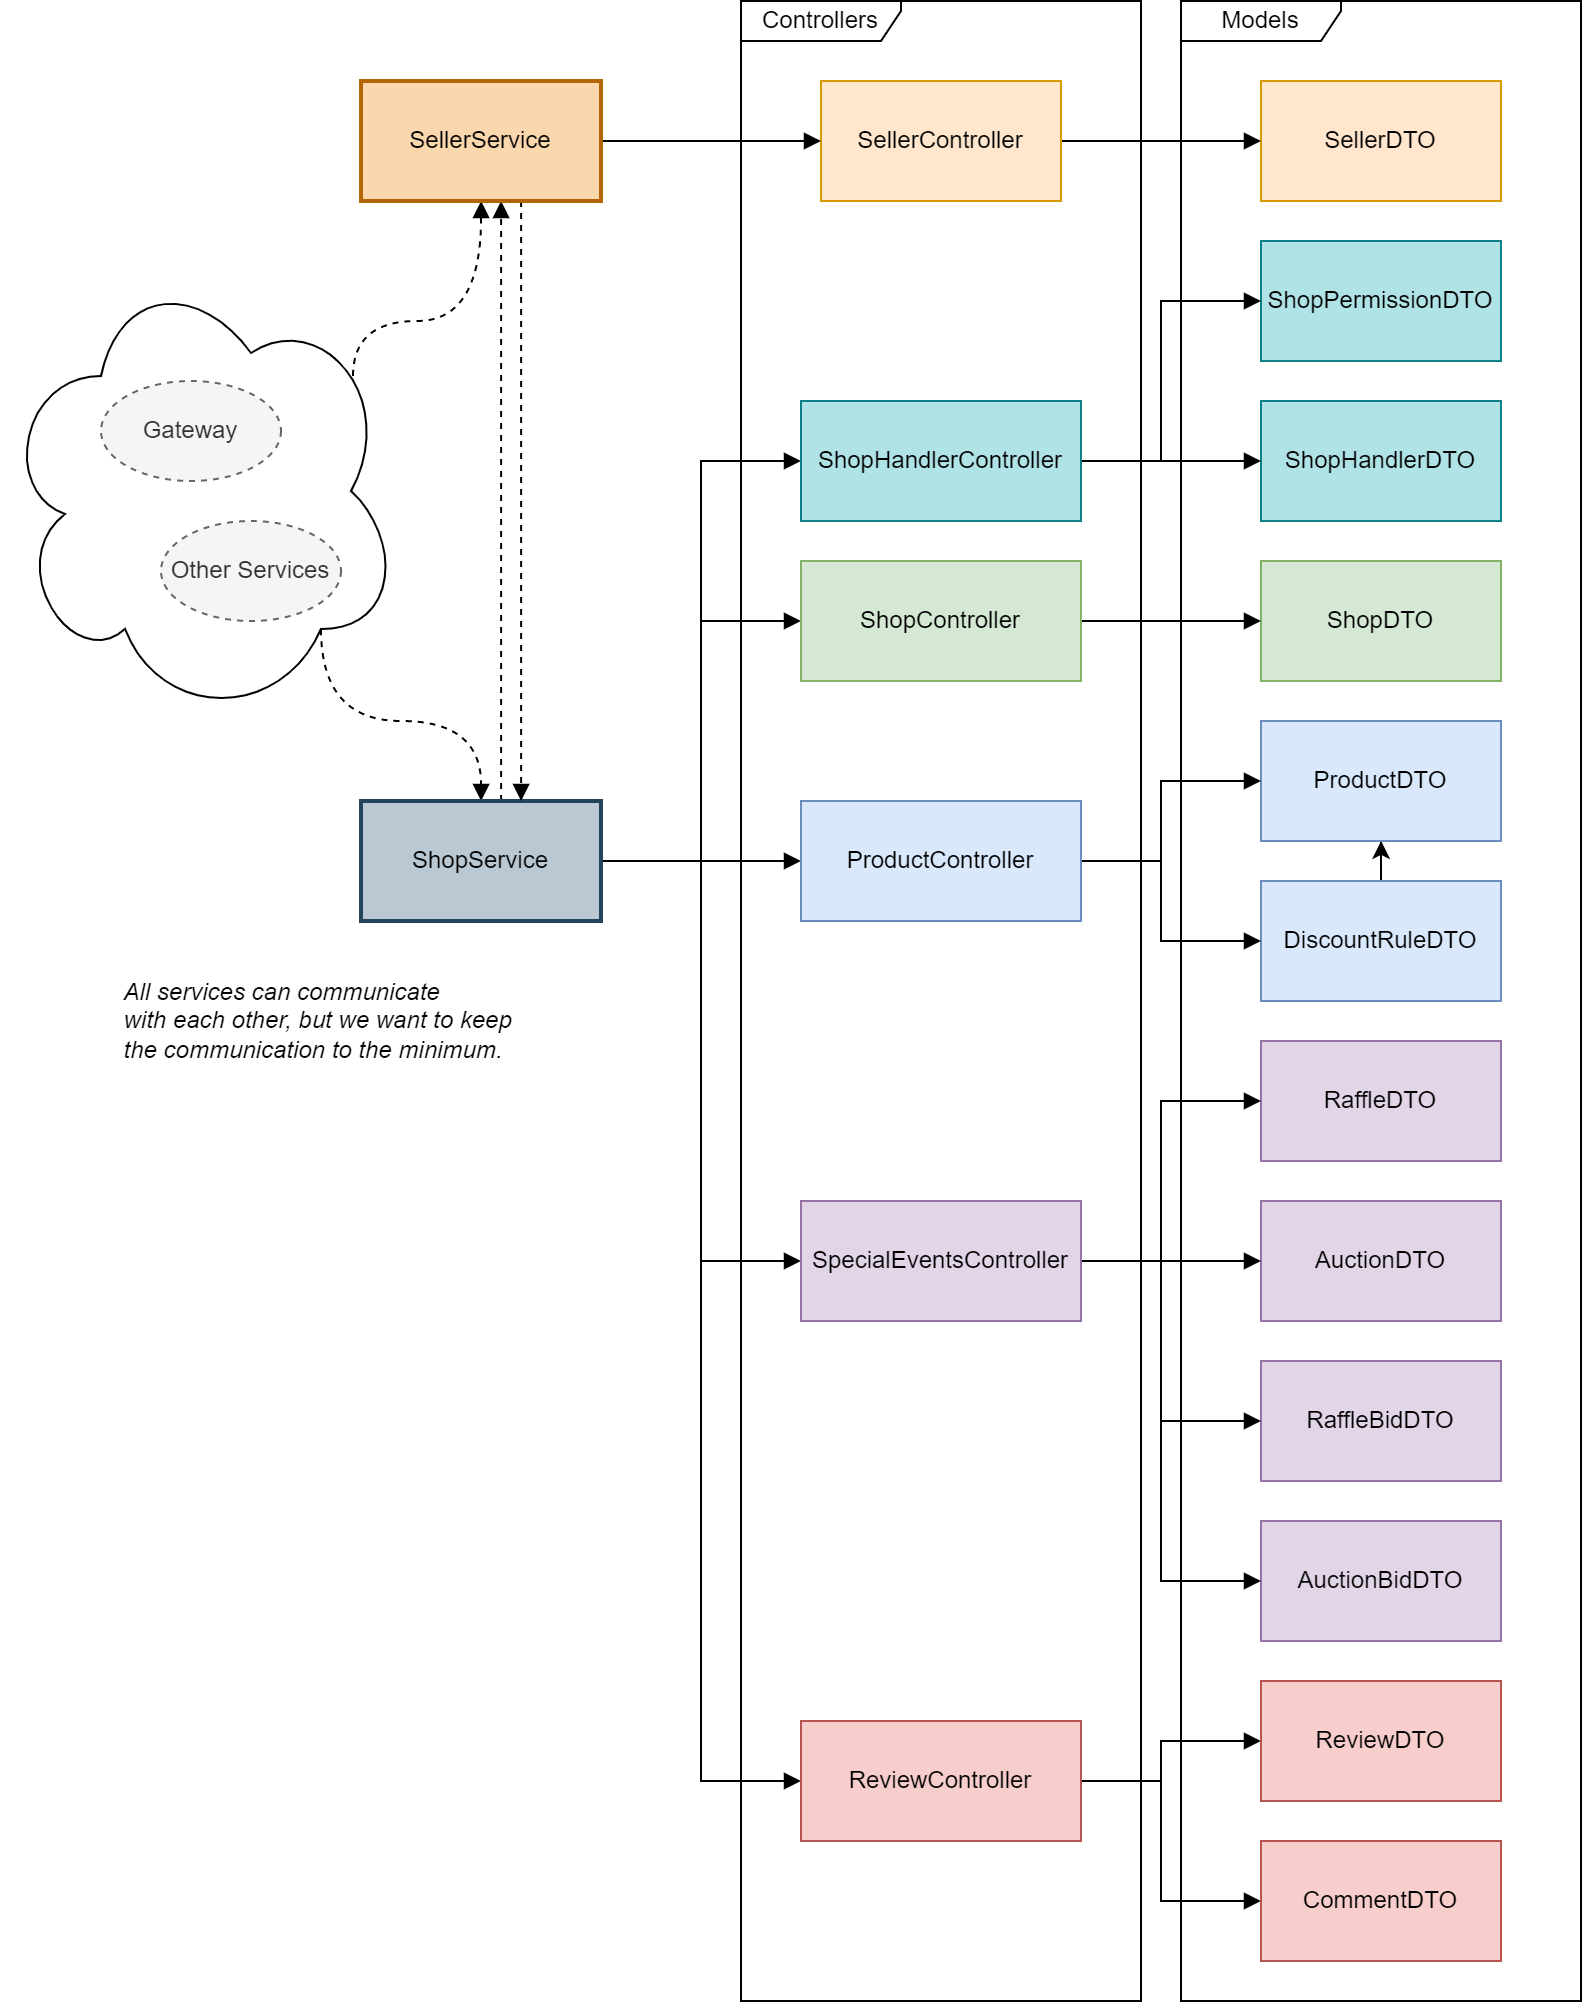 Controllers
Models
SellerService
SellerController
SellerDTO
ShopPermissionDTO
Gateway
ShopHandlerController
ShopHandlerDTO
Other Services
ShopController
ShopDTO
ProductDTO
ShopService
ProductController
DiscountRuleDTO
All services can communicate
with each other, but we want to keep
the communication to the minimum.
RaffleDTO
SpecialEventsController
AuctionDTO
RaffleBidDTO
AuctionBidDTO
ReviewDTO
ReviewController
CommentDTO